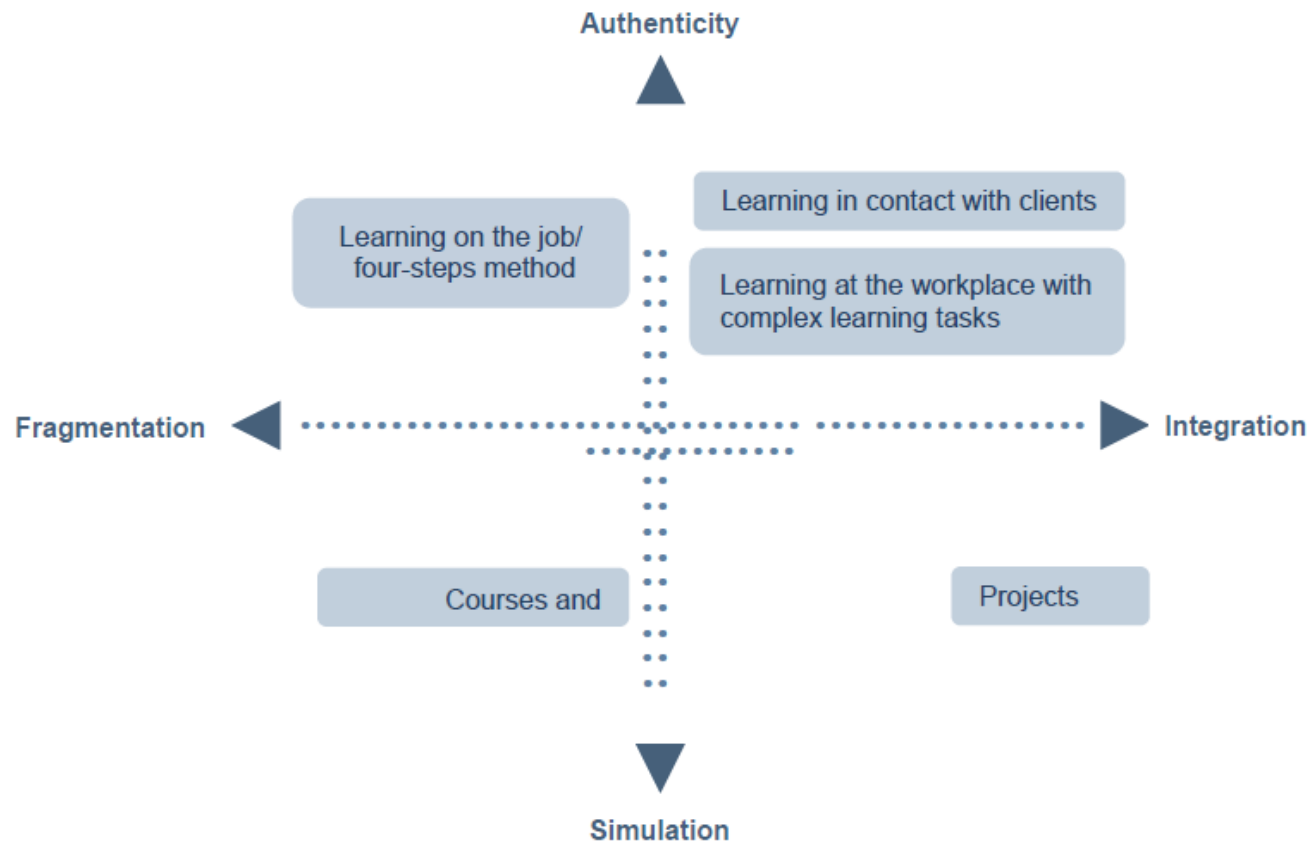 Authenticity
Learning in contact with clients
Learning on the job/
four-steps method
Learning at the workplace with
complex learning tasks
Fragmentation
Integration
Courses and
Projects
Simulation